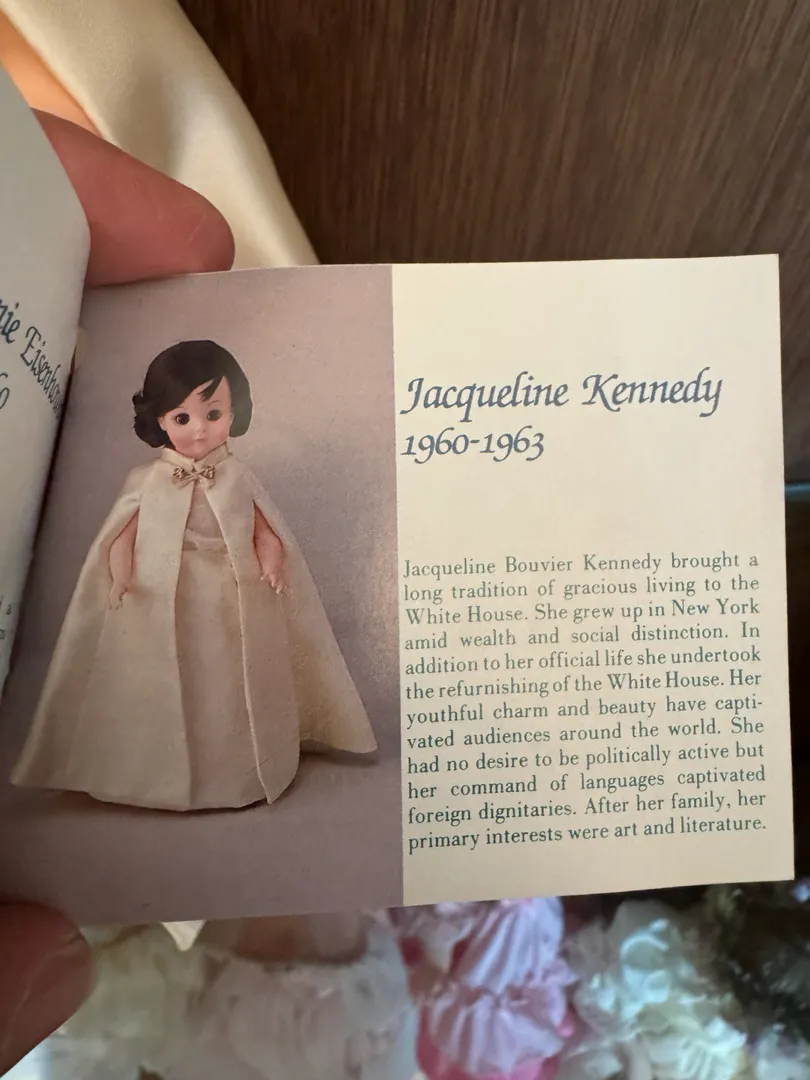 Eisenhow
Jacqueline Kennedy
1960-1963
Jacqueline Bouvier Kennedy brought a
long tradition of gracious living to the
White House. She grew up in New York
amid wealth and social distinction. In
addition to her official life she undertook
the refurnishing of the White House. Her
youthful charm and beauty have capti-
vated audiences around the world. She
had no desire to be politically active but
her command of languages captivated
foreign dignitaries. After her family, her
primary interests were art and literature.